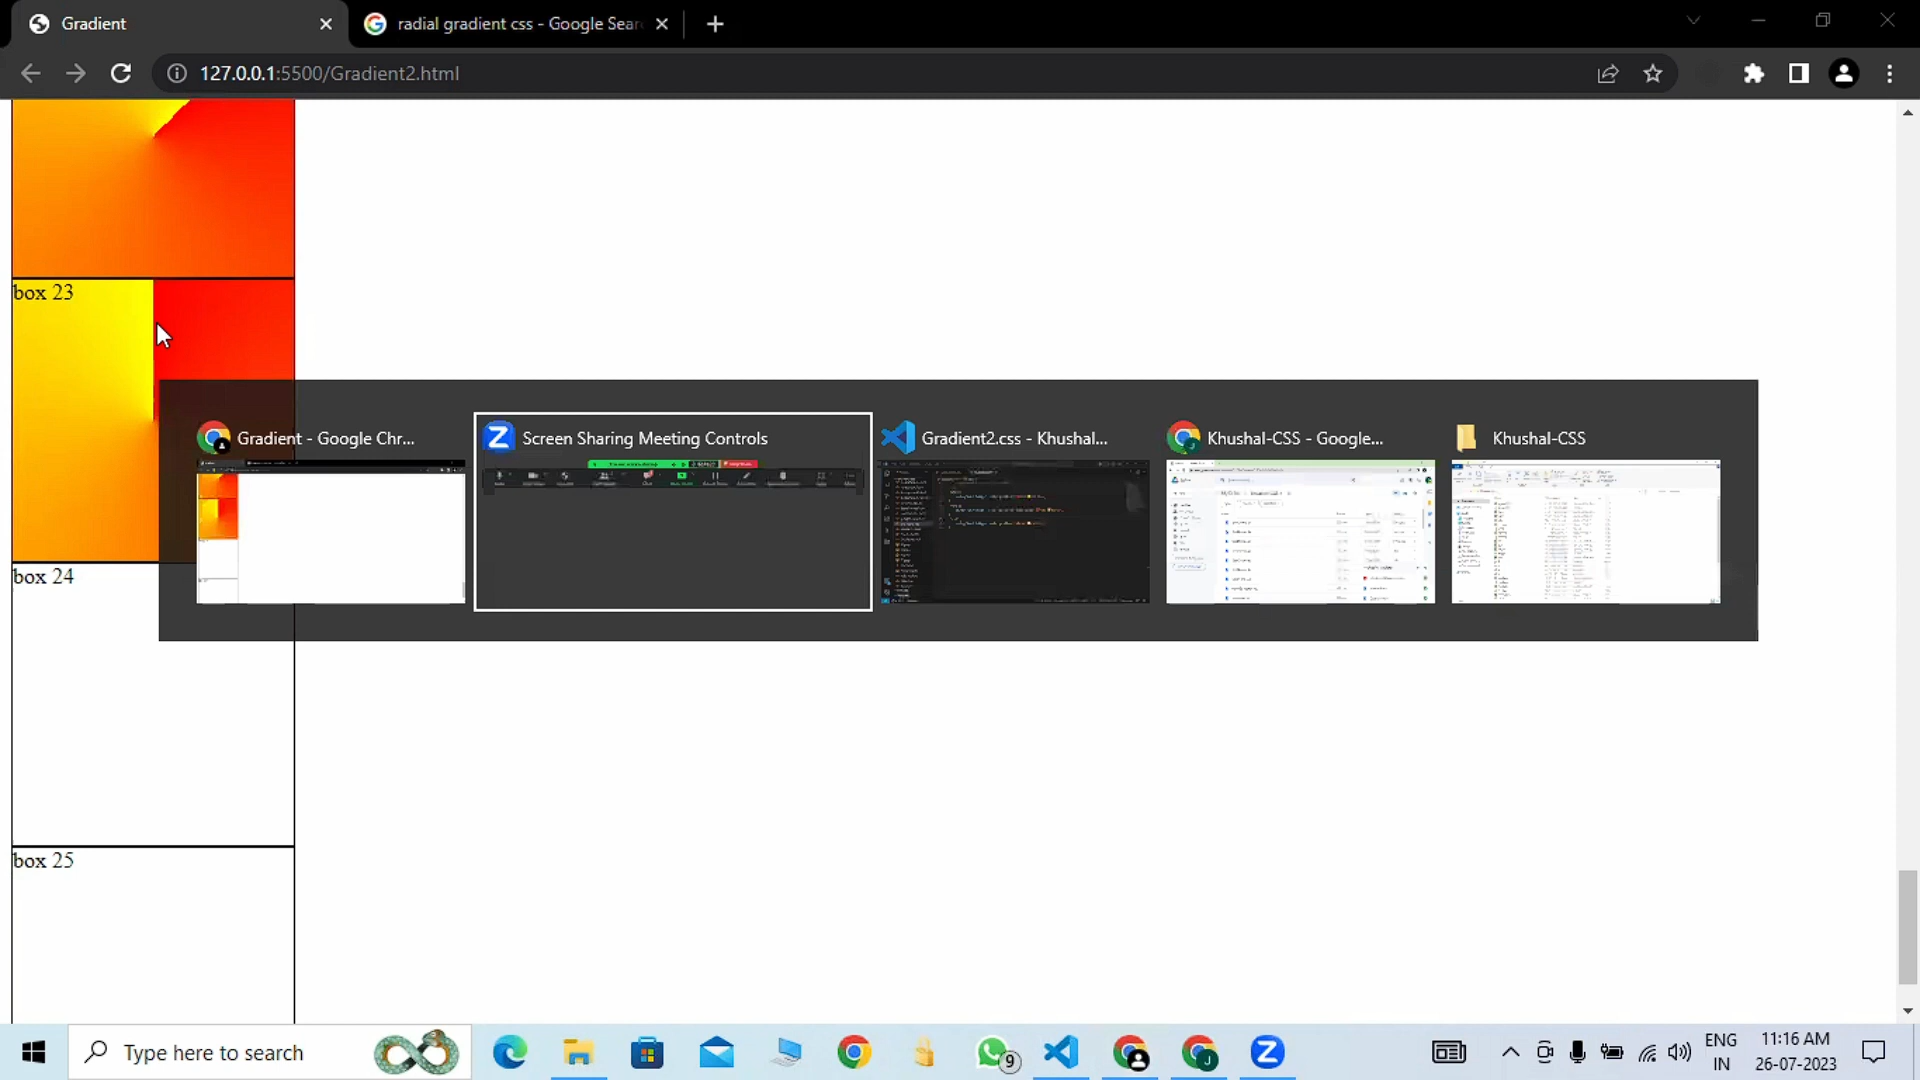 Gradient
radial gradient css - Google Sear
127.0.0.1:5500/Gradient2.html
box 23
Gradient - Google Chr...
Screen Sharing Meeting Controls
Gradient2.css - Khushal...
Khushal-CSS - Google...
Khushal-CSS
box 24
box 25
Type here to search
9
J
ENG
IN
11:16 AM
26-07-2023